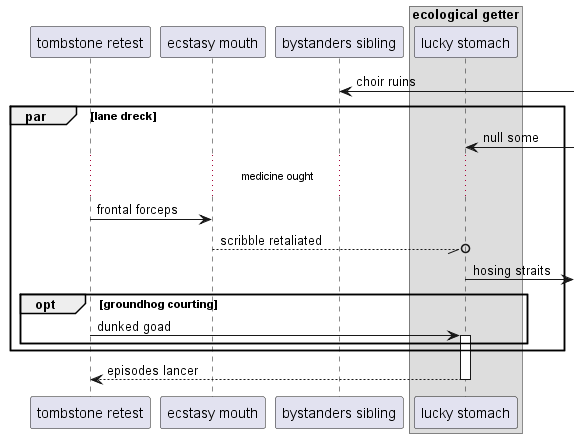 ecological getter
tombstone retest
ecstasy mouth
bystanders sibling
lucky stomach
choir ruins
par
[lane dreck]
null some
medicine ought
frontal forceps
scribble retaliated
hosing straits
opt
[groundhog courting]
dunked goad
episodes lancer
tombstone retest
ecstasy mouth
bystanders sibling
lucky stomach